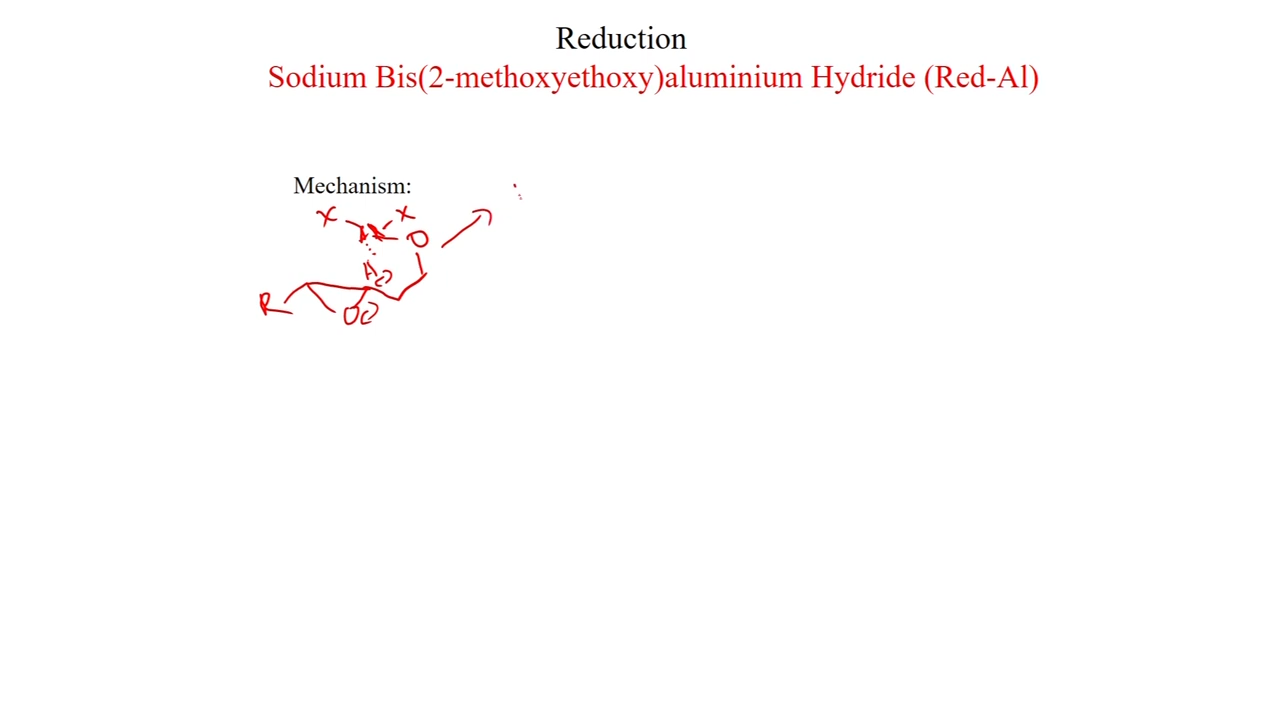 Reduction
Sodium Bis(2-methoxyethoxy)aluminium Hydride (Red-Al)
Mechanism:
X X
O
R O